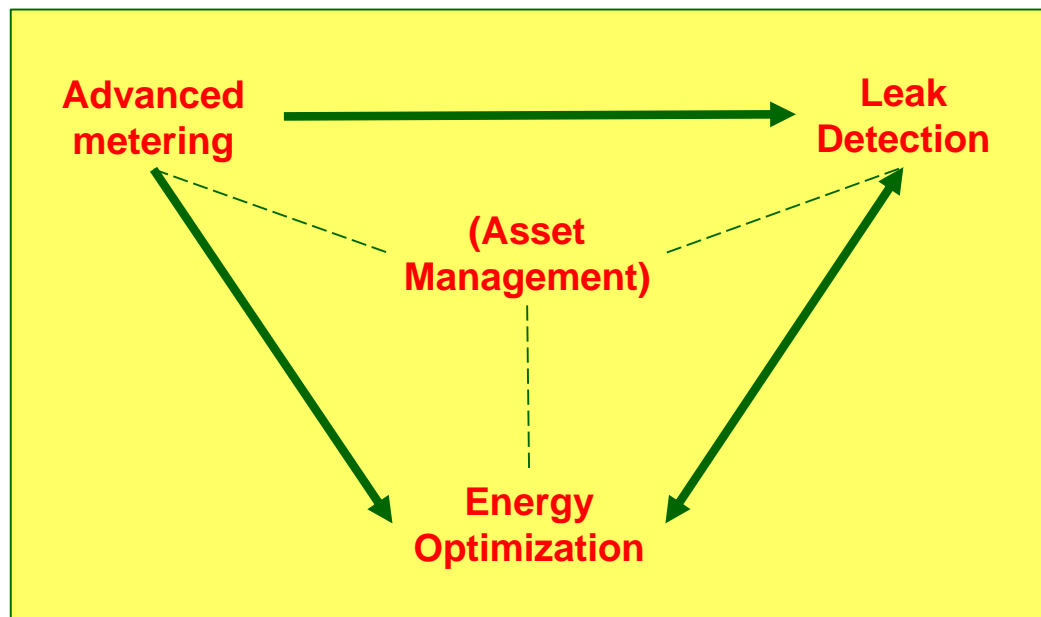 Advanced
metering
Leak
Detection
(Asset
Management)
Energy
Optimization